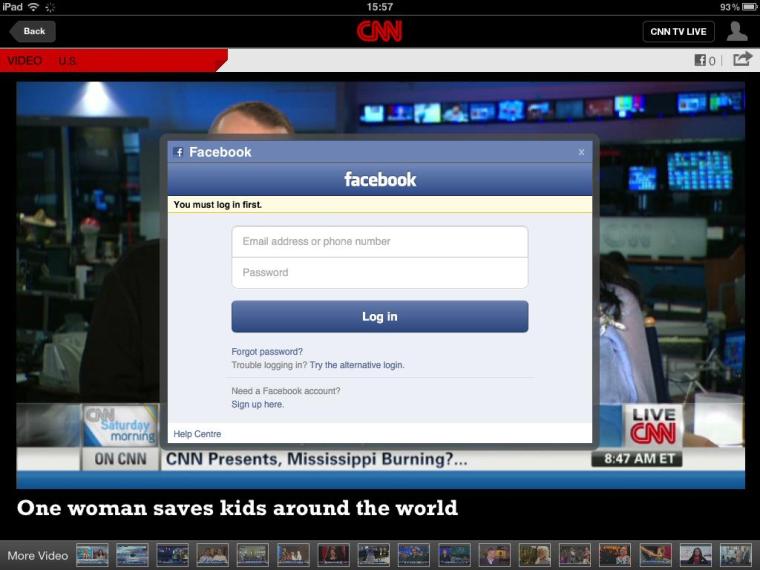 iPad 15:57 93%
Back CNN CNN TV LIVE
VIDEO U.S. f 0
f Facebook x
facebook
You must log in first.
Email address or phone number
Password
Log in
Forgot password?
Trouble logging in? Try the alternative login.
Need a Facebook account?
Sign up here.
Help Centre
CNN Saturday morning
LIVE CNN
ON CNN CNN Presents, Mississippi Burning?... 8:47 AM ET
One woman saves kids around the world
More Video